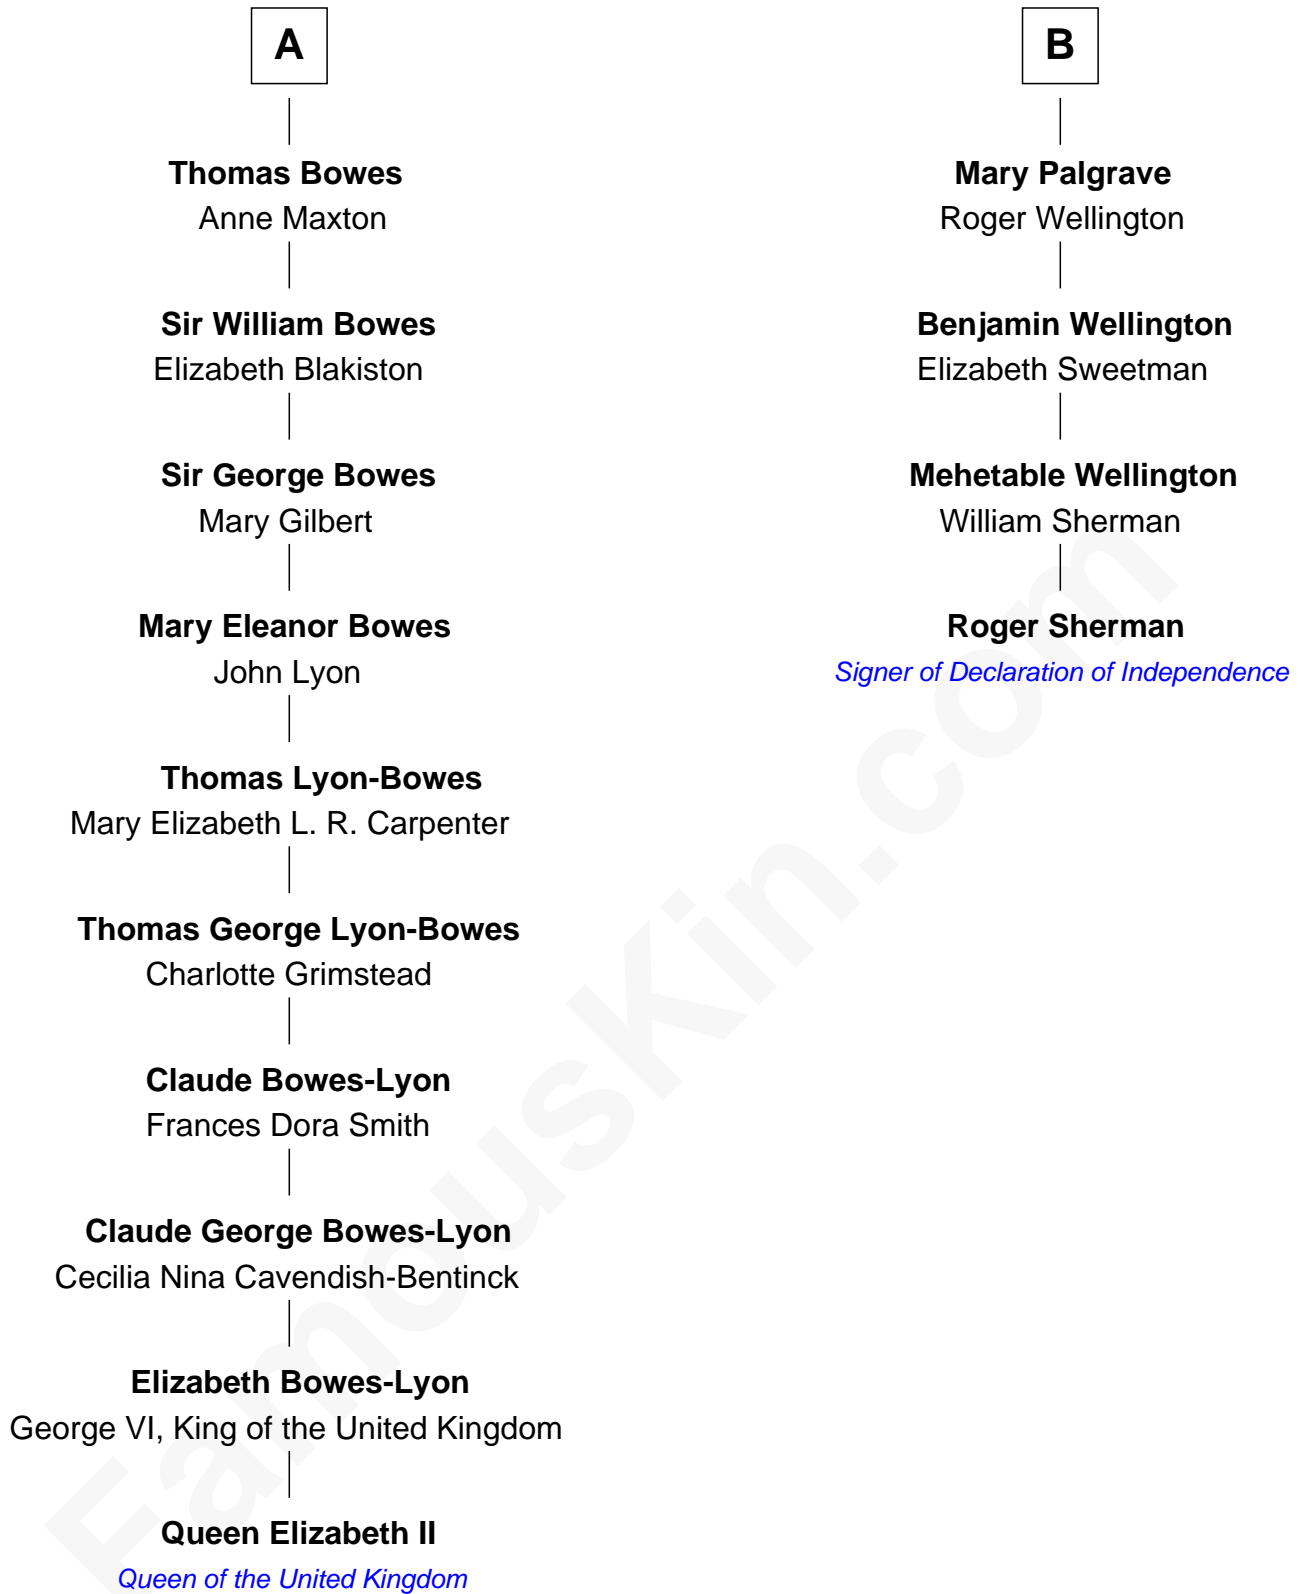 A
Thomas Bowes
Anne Maxton
Sir William Bowes
Elizabeth Blakiston
Sir George Bowes
Mary Gilbert
Mary Eleanor Bowes
John Lyon
Thomas Lyon-Bowes
Mary Elizabeth L. R. Carpenter
Thomas George Lyon-Bowes
Charlotte Grimstead
Claude Bowes-Lyon
Frances Dora Smith
Claude George Bowes-Lyon
Cecilia Nina Cavendish-Bentinck
Elizabeth Bowes-Lyon
George VI, King of the United Kingdom
Queen Elizabeth II
Queen of the United Kingdom
B
Mary Palgrave
Roger Wellington
Benjamin Wellington
Elizabeth Sweetman
Mehetable Wellington
William Sherman
Roger Sherman
Signer of Declaration of Independence
FamousKin.com